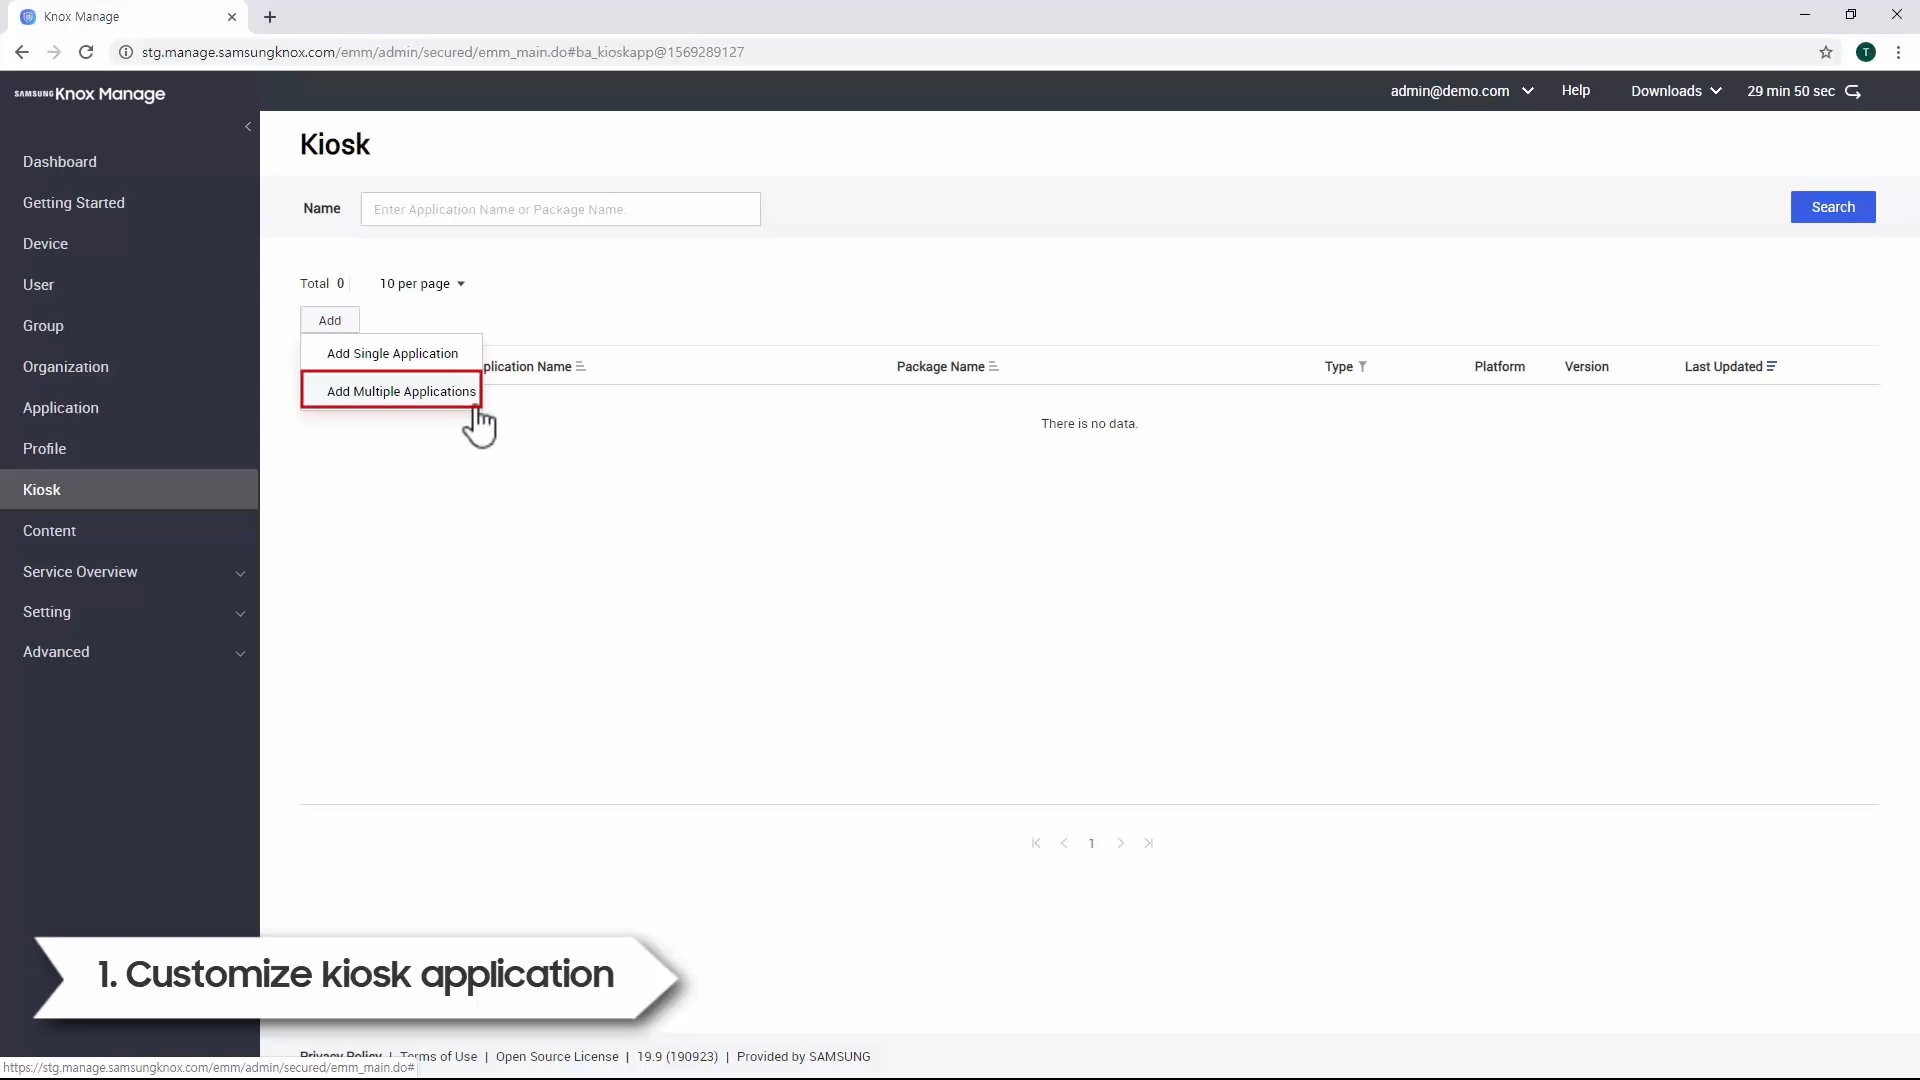 Knox Manage
stg.manage.samsungknox.com/emm/admin/secured/emm_main.do#ba_kioskapp@1569289127
T
SAMSUNG Knox Manage
admin@demo.com Help Downloads 29 min 50 sec
Dashboard
Getting Started
Device
User
Group
Organization
Application
Profile
Kiosk
Content
Service Overview
Setting
Advanced
Kiosk
Name Enter Application Name or Package Name. Search
Total 0 10 per page
Add
Add Single Application
Add Multiple Applications
plication Name Package Name Type Platform Version Last Updated
There is no data.
1
1. Customize kiosk application
Privacy Policy | Terms of Use | Open Source License | 19.9 (190923) | Provided by SAMSUNG
https://stg.manage.samsungknox.com/emm/admin/secured/emm_main.do#